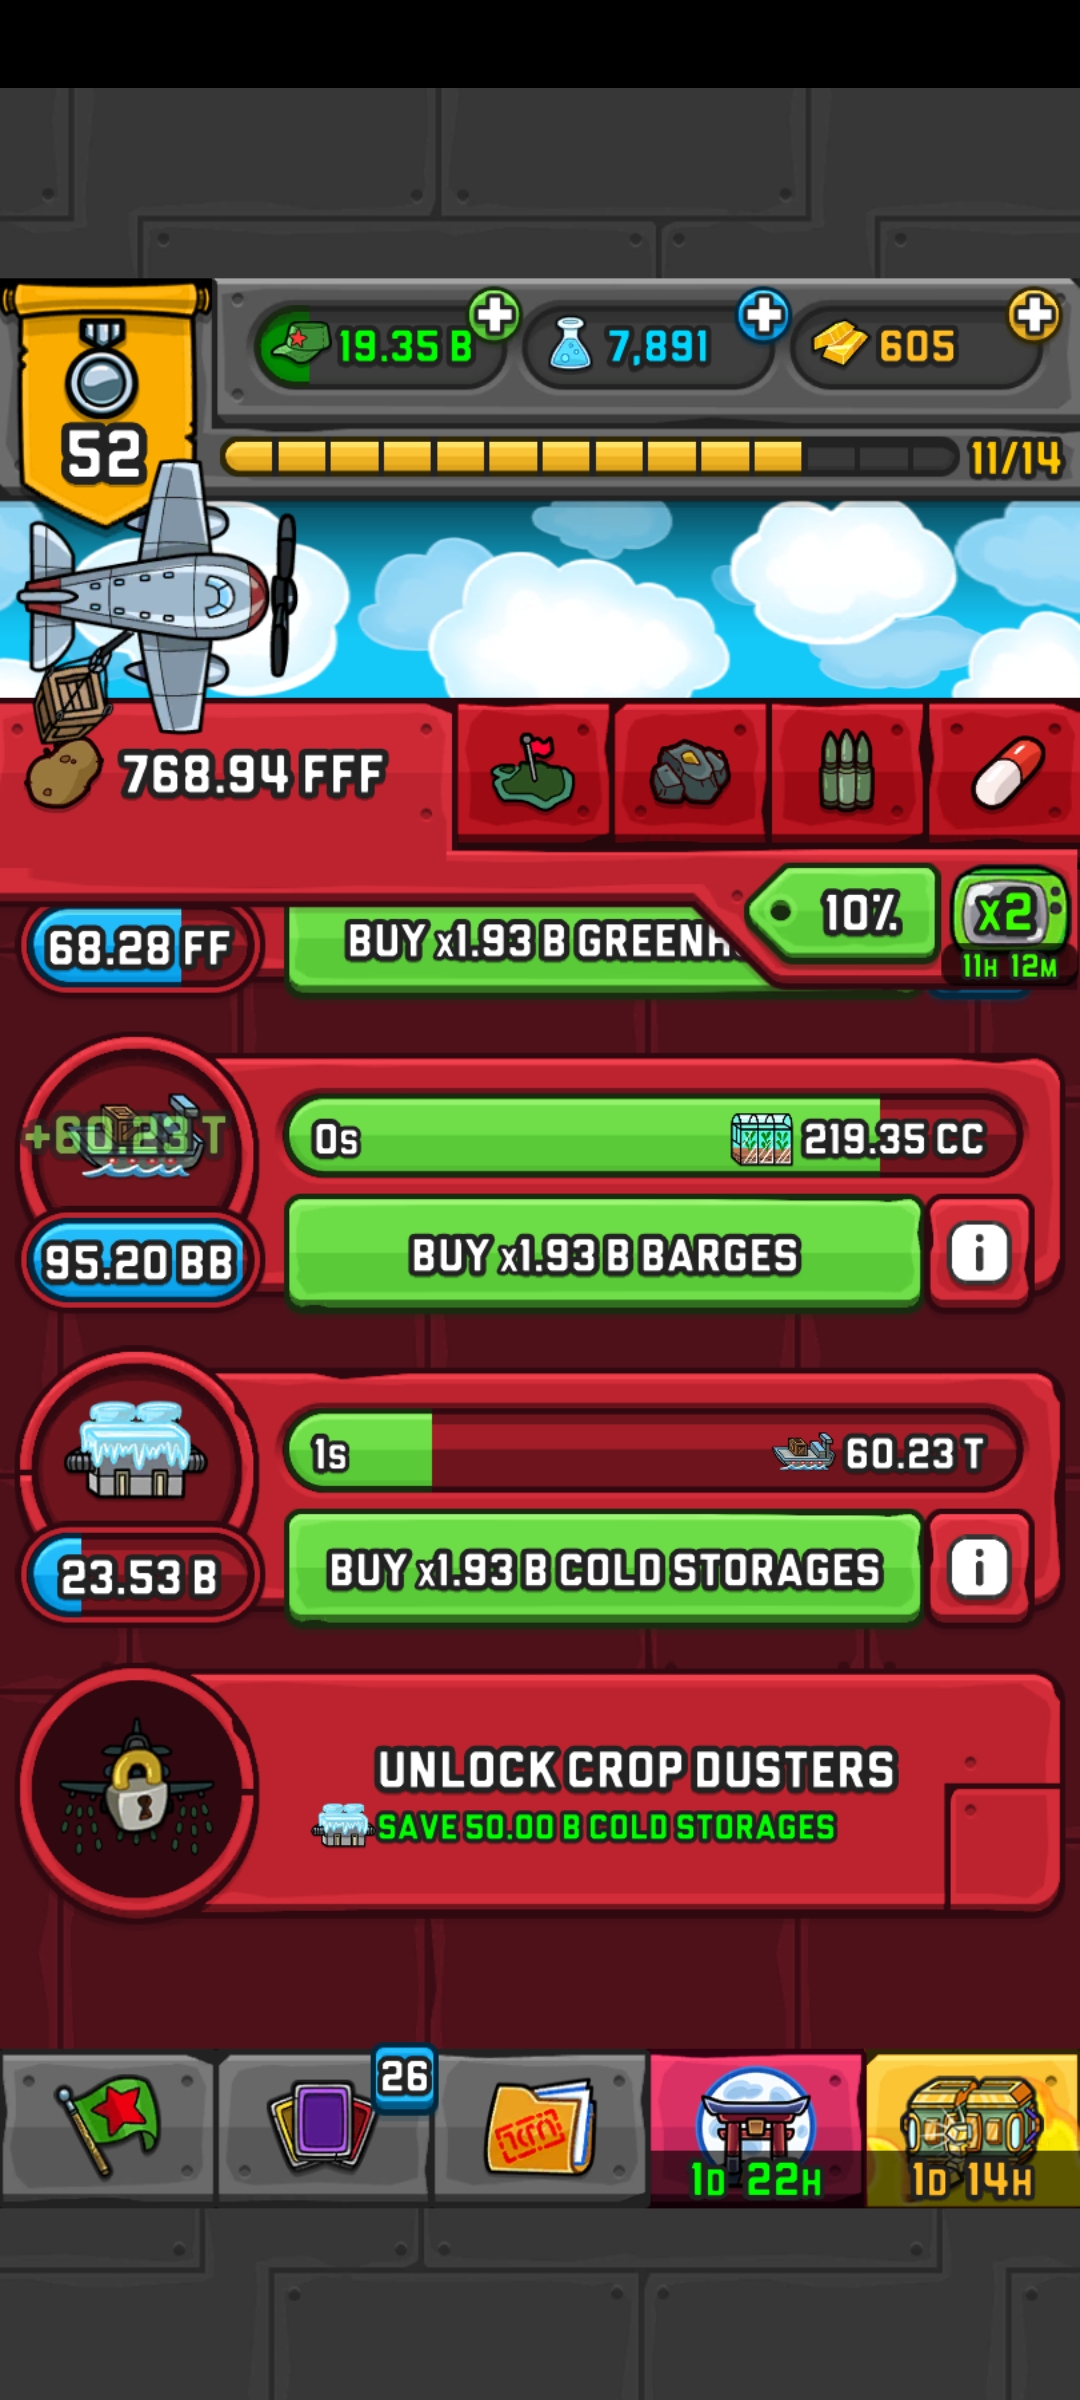 52
19.35 B
7,891
605
11/14
768.94 FFF
10%
x2
11H 12M
68.28 FF
BUY x1.93 B GREENH
+60.23 T
0s
219.35 CC
95.20 BB
BUY x1.93 B BARGES
i
1s
60.23 T
23.53 B
BUY x1.93 B COLD STORAGES
i
UNLOCK CROP DUSTERS
SAVE 50.00 B COLD STORAGES
26
1D 22H
1D 14H